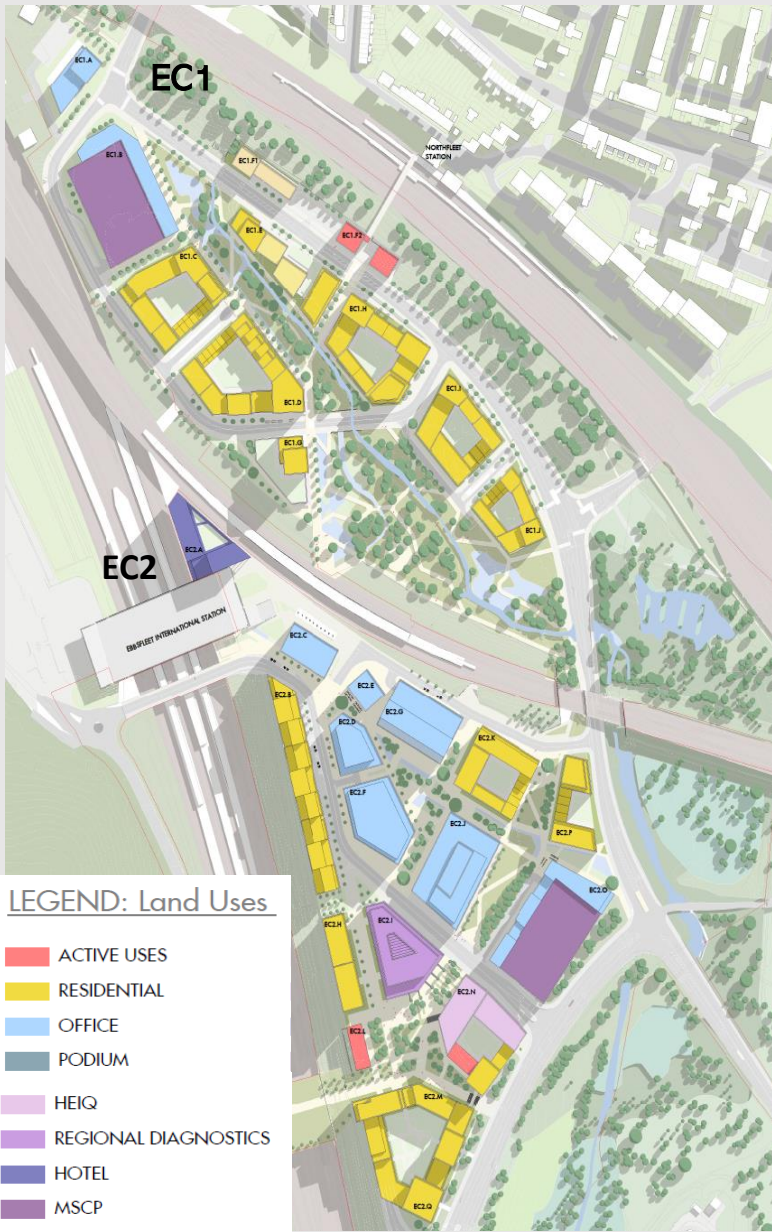 EC1.A
EC1
EC1.B
NORTHFLEET
STATION
EC1.F1
EC1.E
EC1.F2
EC1.C
EC1.H
EC1.D
EC1.I
EC1.G
EC1.J
EC2.A
EC2
EBBSFLEET INTERNATIONAL STATION
EC2.C
EC2.E
EC2.B
EC2.G
EC2.D
EC2.K
EC2.F
EC2.J
EC2.P
EC2.O
EC2.H
EC2.I
EC2.N
EC2.L
EC2.M
EC2.Q
LEGEND: Land Uses
ACTIVE USES
RESIDENTIAL
OFFICE
PODIUM
HEIQ
REGIONAL DIAGNOSTICS
HOTEL
MSCP